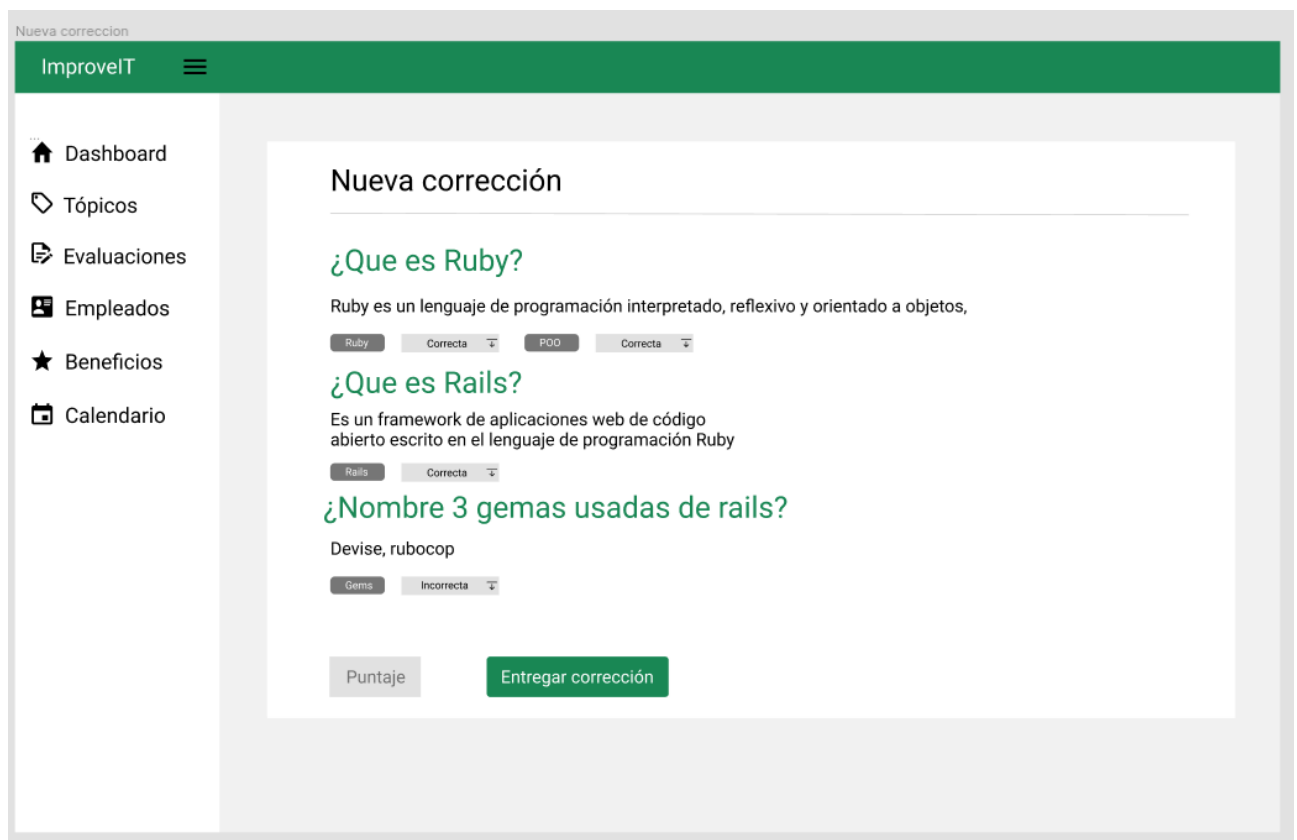 Nueva correccion
ImproveIT
Dashboard
Tópicos
Evaluaciones
Empleados
Beneficios
Calendario
Nueva corrección
¿Que es Ruby?
Ruby es un lenguaje de programación interpretado, reflexivo y orientado a objetos,
Ruby Correcta POO Correcta
¿Que es Rails?
Es un framework de aplicaciones web de código
abierto escrito en el lenguaje de programación Ruby
Rails Correcta
¿Nombre 3 gemas usadas de rails?
Devise, rubocop
Gems Incorrecta
Puntaje Entregar corrección